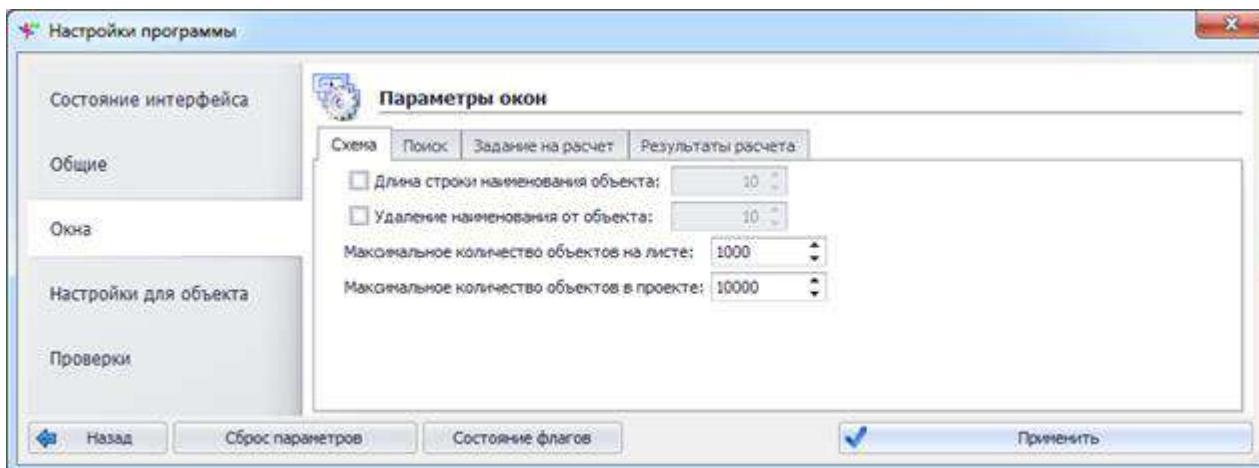 Настройки программы
Состояние интерфейса
Общие
Окна
Настройки для объекта
Проверки
Параметры окон
Схема Поиск Задание на расчет Результаты расчета
Длина строки наименования объекта: 10
Удаление наименования от объекта: 10
Максимальное количество объектов на листе: 1000
Максимальное количество объектов в проекте: 10000
Назад Сброс параметров Состояние флагов Применить